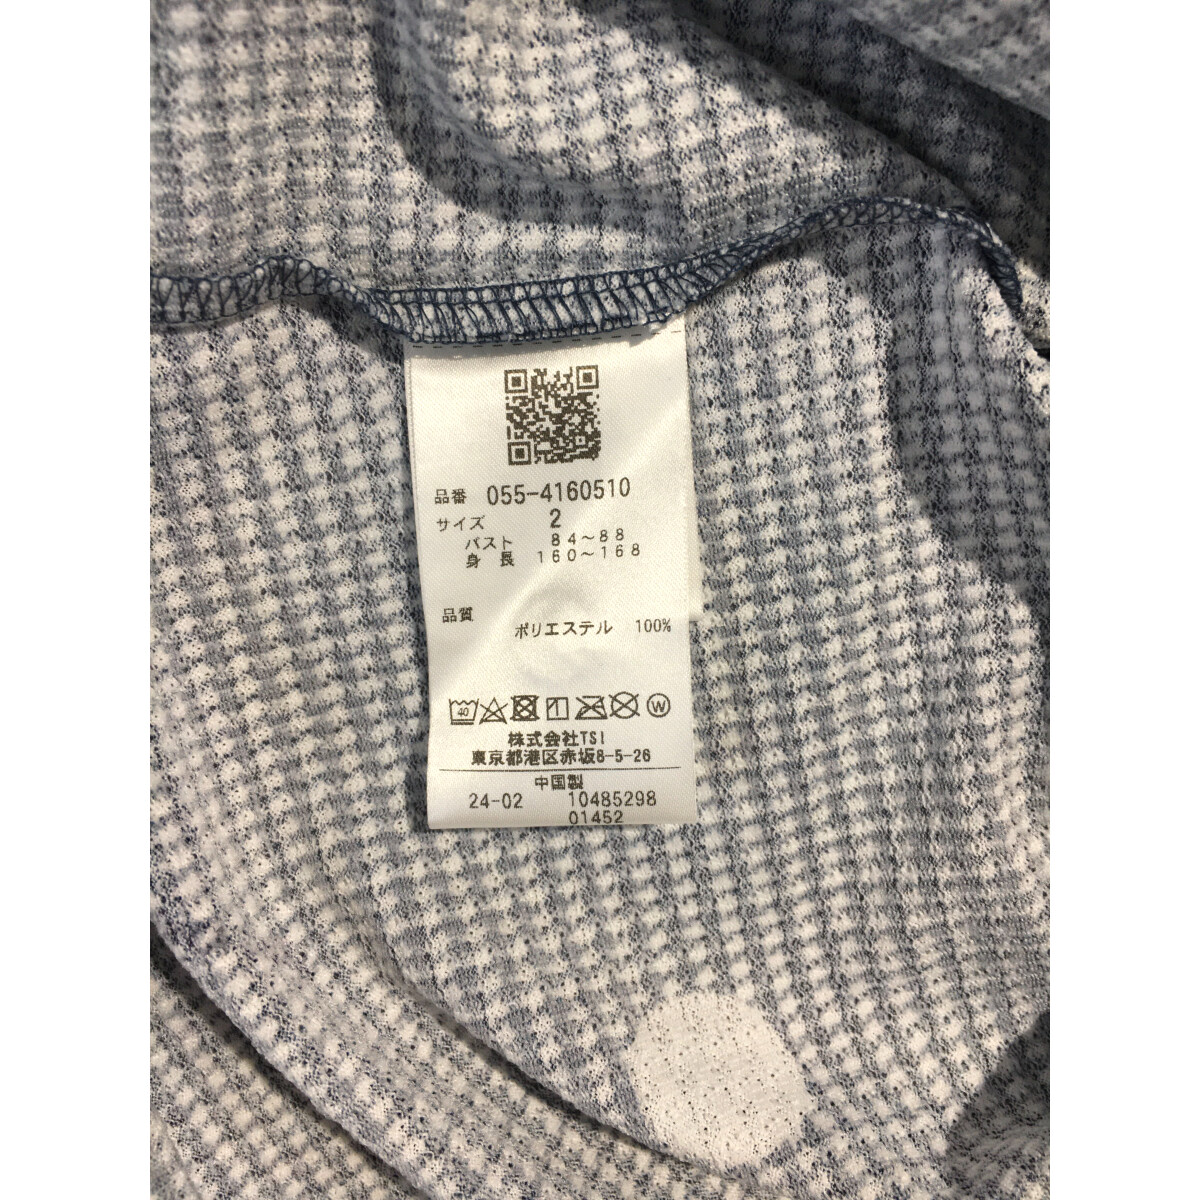 品番 055-4160510
サイズ 2
バスト 84~88
身長 160~168
品質
ポリエステル 100%
40 W
株式会社TSI
東京都港区赤坂8-5-26
中国製
24-02 10485298
01452